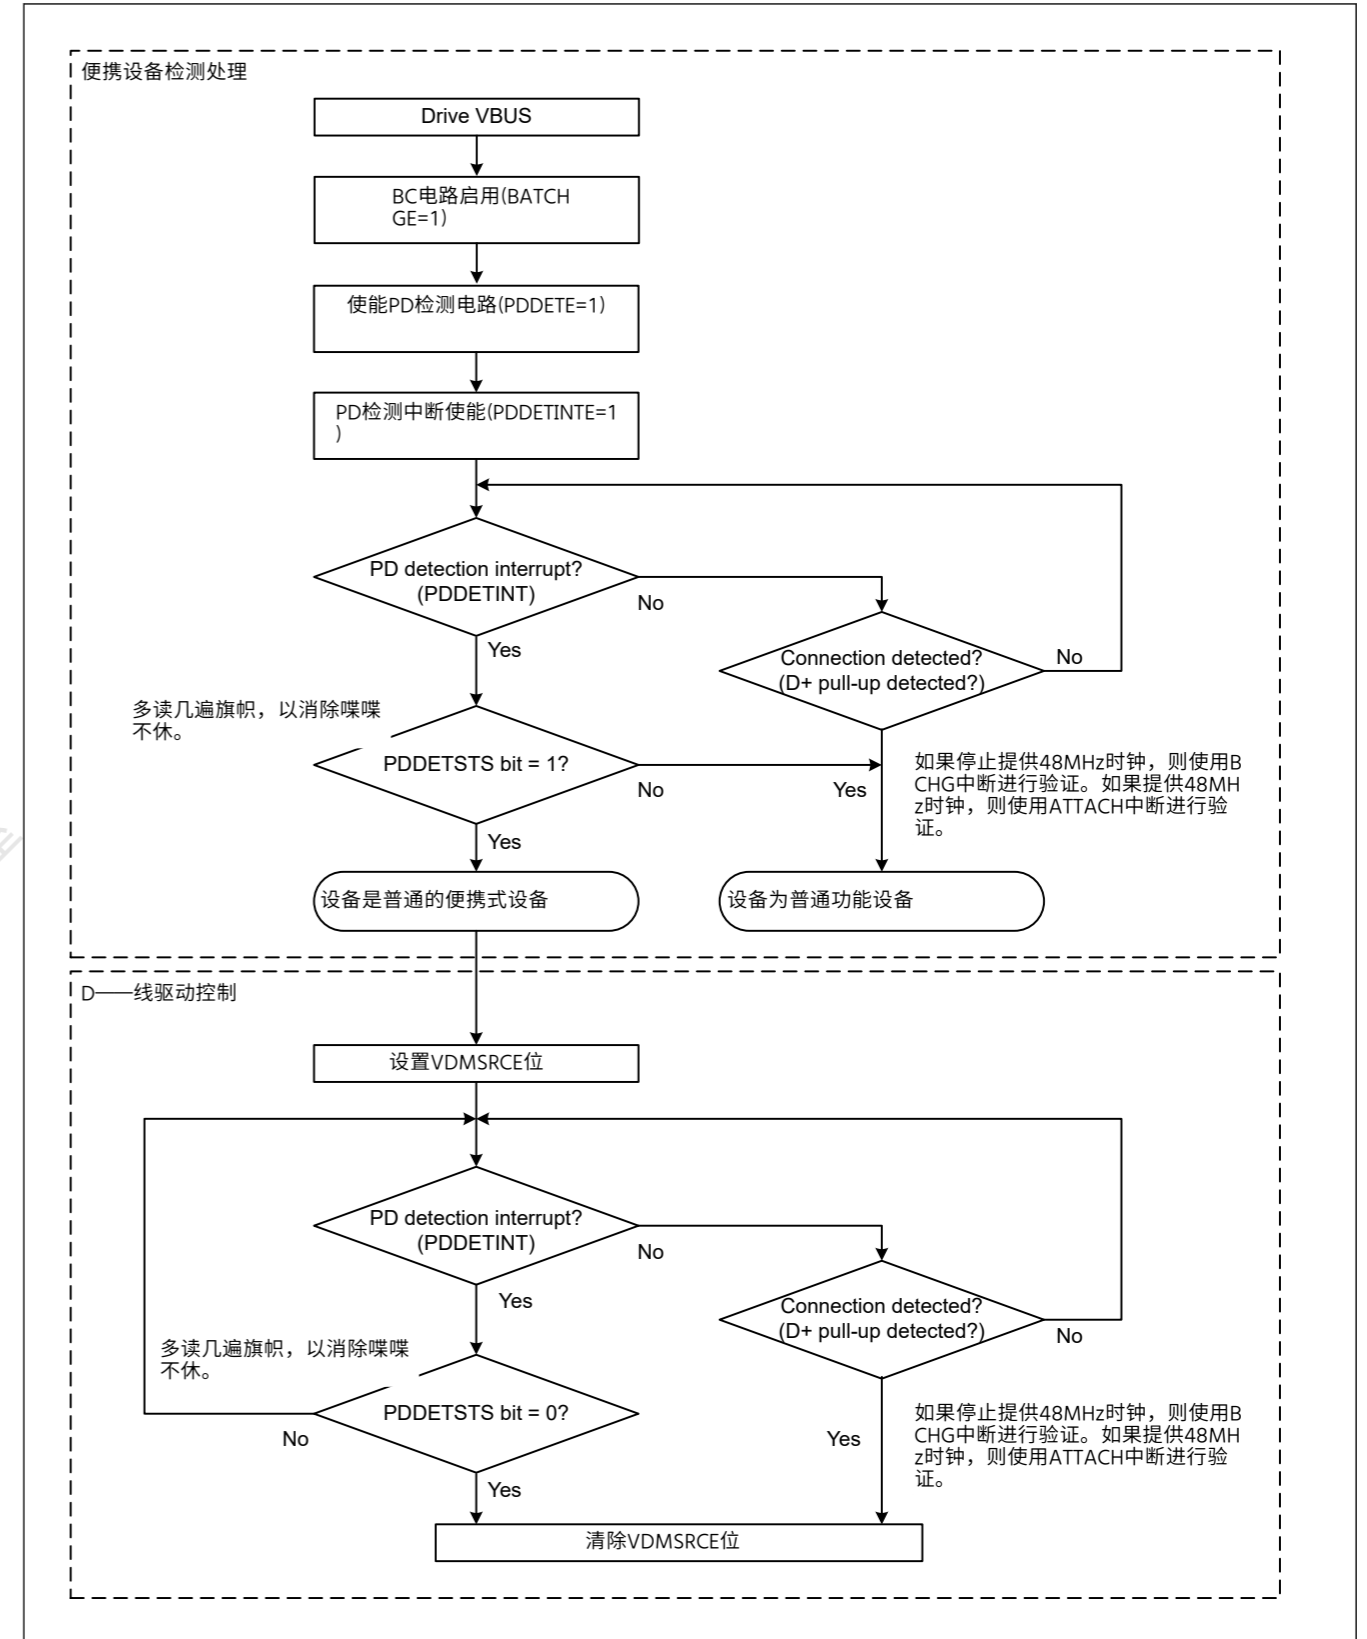 便携设备检测处理
Drive VBUS
BC电路启用(BATCH
GE=1)
使能PD检测电路(PDDETE=1)
PD检测中断使能(PDDETINTE=1
)
PD detection interrupt?
(PDDETINT)
No
Yes
Connection detected?
(D+ pull-up detected?)
No
多读几遍旗帜，以消除喋喋
不休。
PDDETSTS bit = 1?
No
Yes
如果停止提供48MHz时钟，则使用B
CHG中断进行验证。如果提供48MH
z时钟，则使用ATTACH中断进行验
证。
Yes
设备是普通的便携式设备
设备为普通功能设备
D——线驱动控制
设置VDMSRCE位
PD detection interrupt?
(PDDETINT)
No
Yes
Connection detected?
(D+ pull-up detected?)
No
多读几遍旗帜，以消除喋喋
不休。
PDDETSTS bit = 0?
No
Yes
如果停止提供48MHz时钟，则使用B
CHG中断进行验证。如果提供48MH
z时钟，则使用ATTACH中断进行验
证。
Yes
清除VDMSRCE位